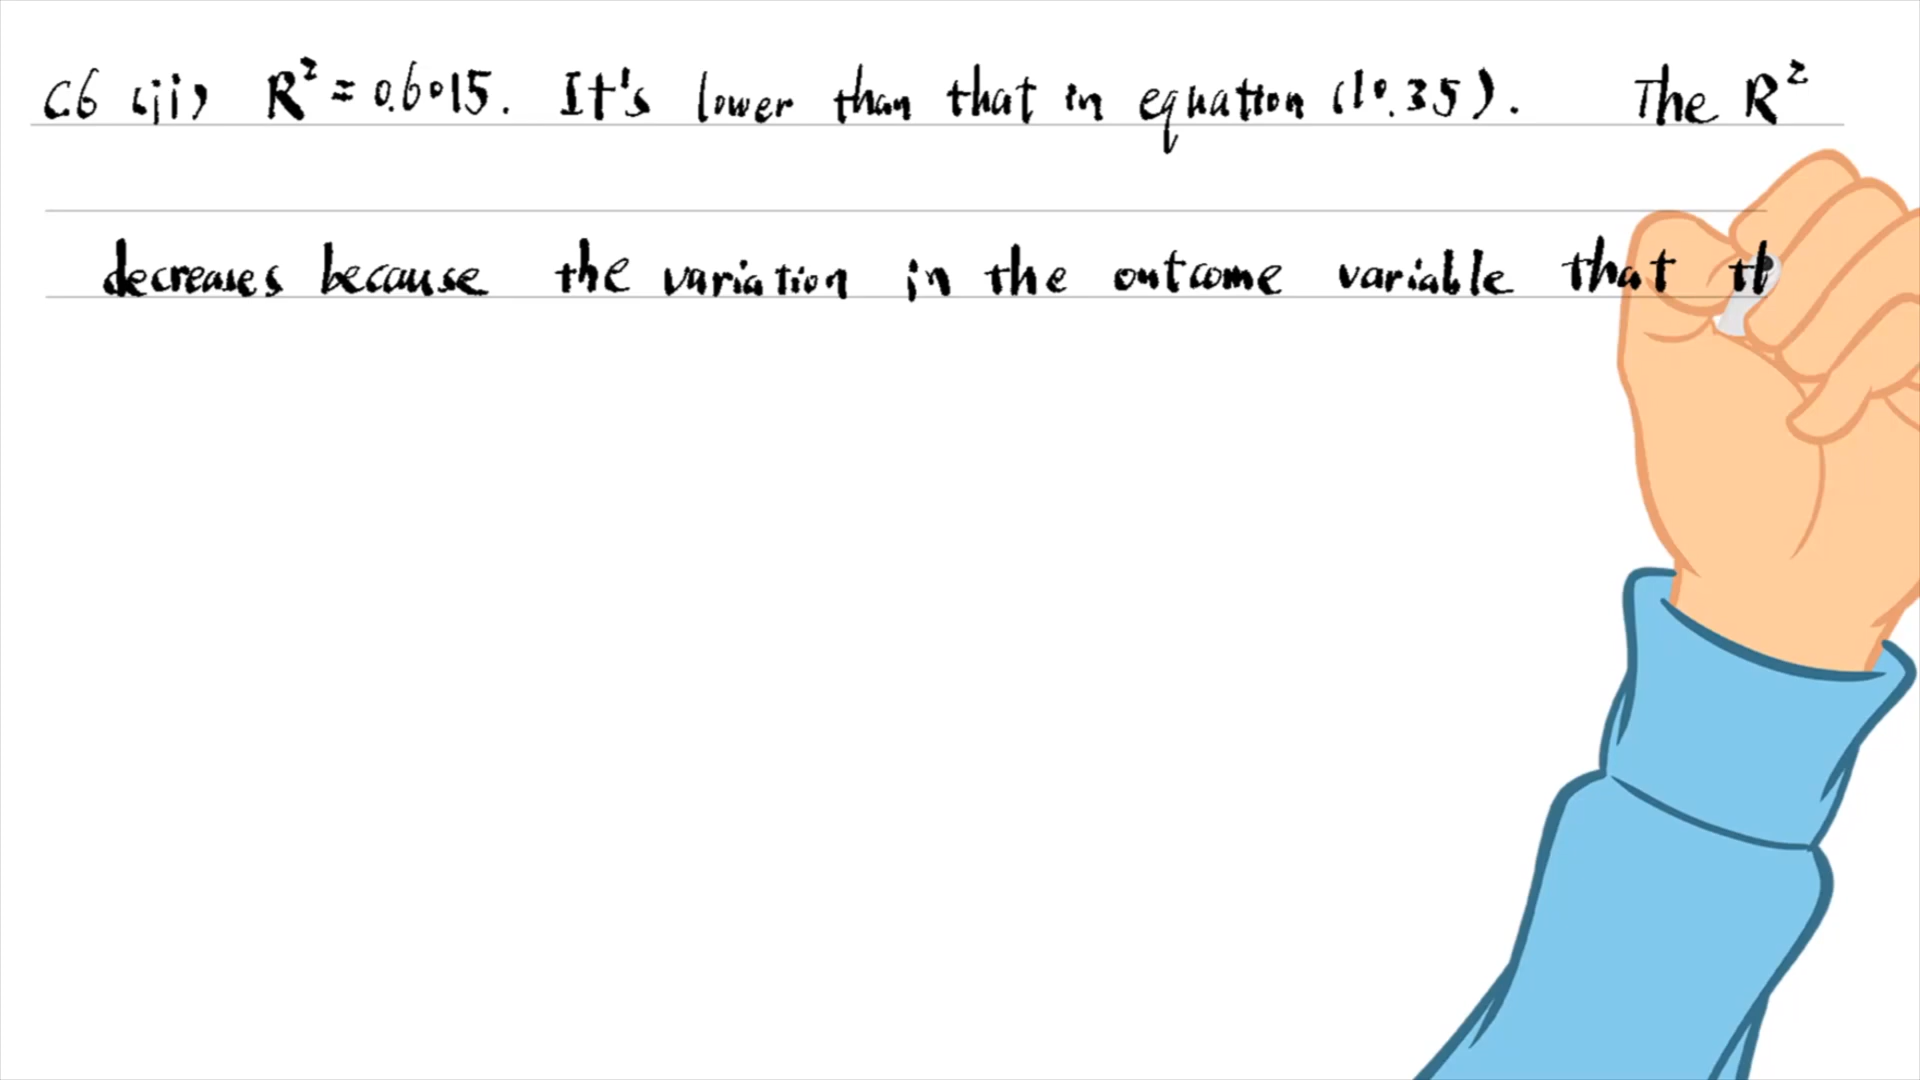 C6 (ii) R² = 0.6015. It's lower than that in equation (10.35). The R²
decreases because the variation in the outcome variable that th